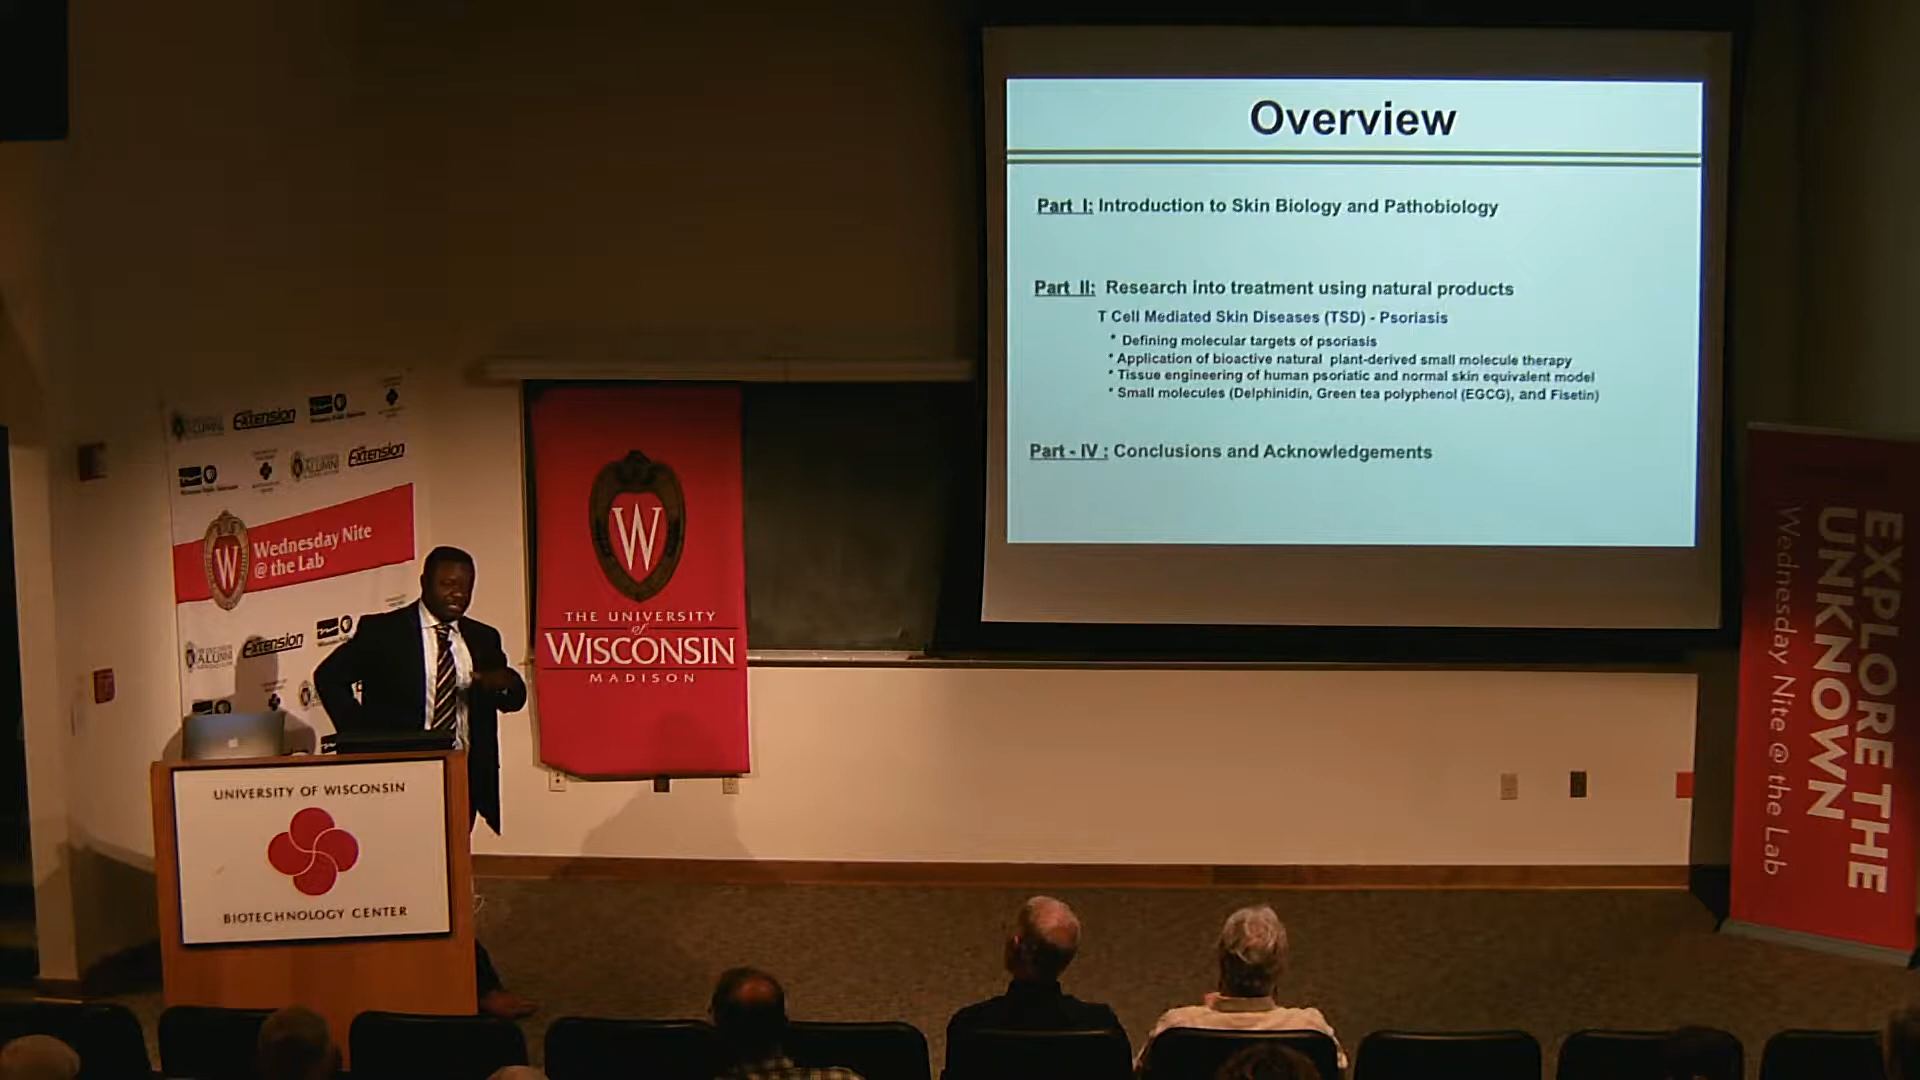 Overview
Part I: Introduction to Skin Biology and Pathobiology
Part II: Research into treatment using natural products
T Cell Mediated Skin Diseases (TSD) - Psoriasis
* Defining molecular targets of psoriasis
* Application of bioactive natural plant-derived small molecule therapy
* Tissue engineering of human psoriatic and normal skin equivalent model
* Small molecules (Delphinidin, Green tea polyphenol (EGCG), and Fisetin)
Part - IV : Conclusions and Acknowledgements
ALUMNI
Extension
ALUMNI
Extension
W
Wednesday Nite
@ the Lab
ALUMNI
Extension
W
THE UNIVERSITY
of
WISCONSIN
MADISON
UNIVERSITY OF WISCONSIN
BIOTECHNOLOGY CENTER
EXPLORE THE
UNKNOWN
Wednesday Nite @ the Lab